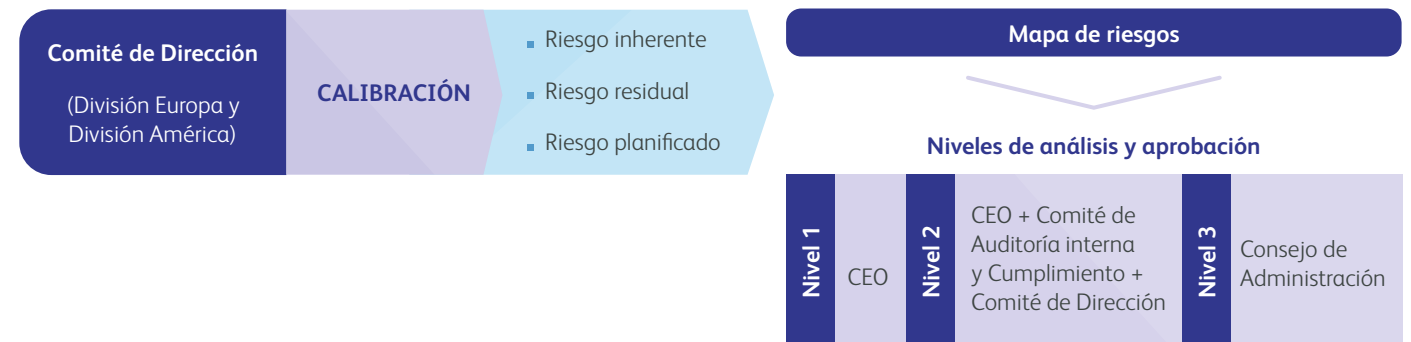 Comité de Dirección
(División Europa y
División América)
CALIBRACIÓN
Riesgo inherente
Riesgo residual
Riesgo planificado
Mapa de riesgos
Niveles de análisis y aprobación
Nivel 1
CEO
Nivel 2
CEO + Comité de
Auditoría interna
y Cumplimiento +
Comité de Dirección
Nivel 3
Consejo de
Administración